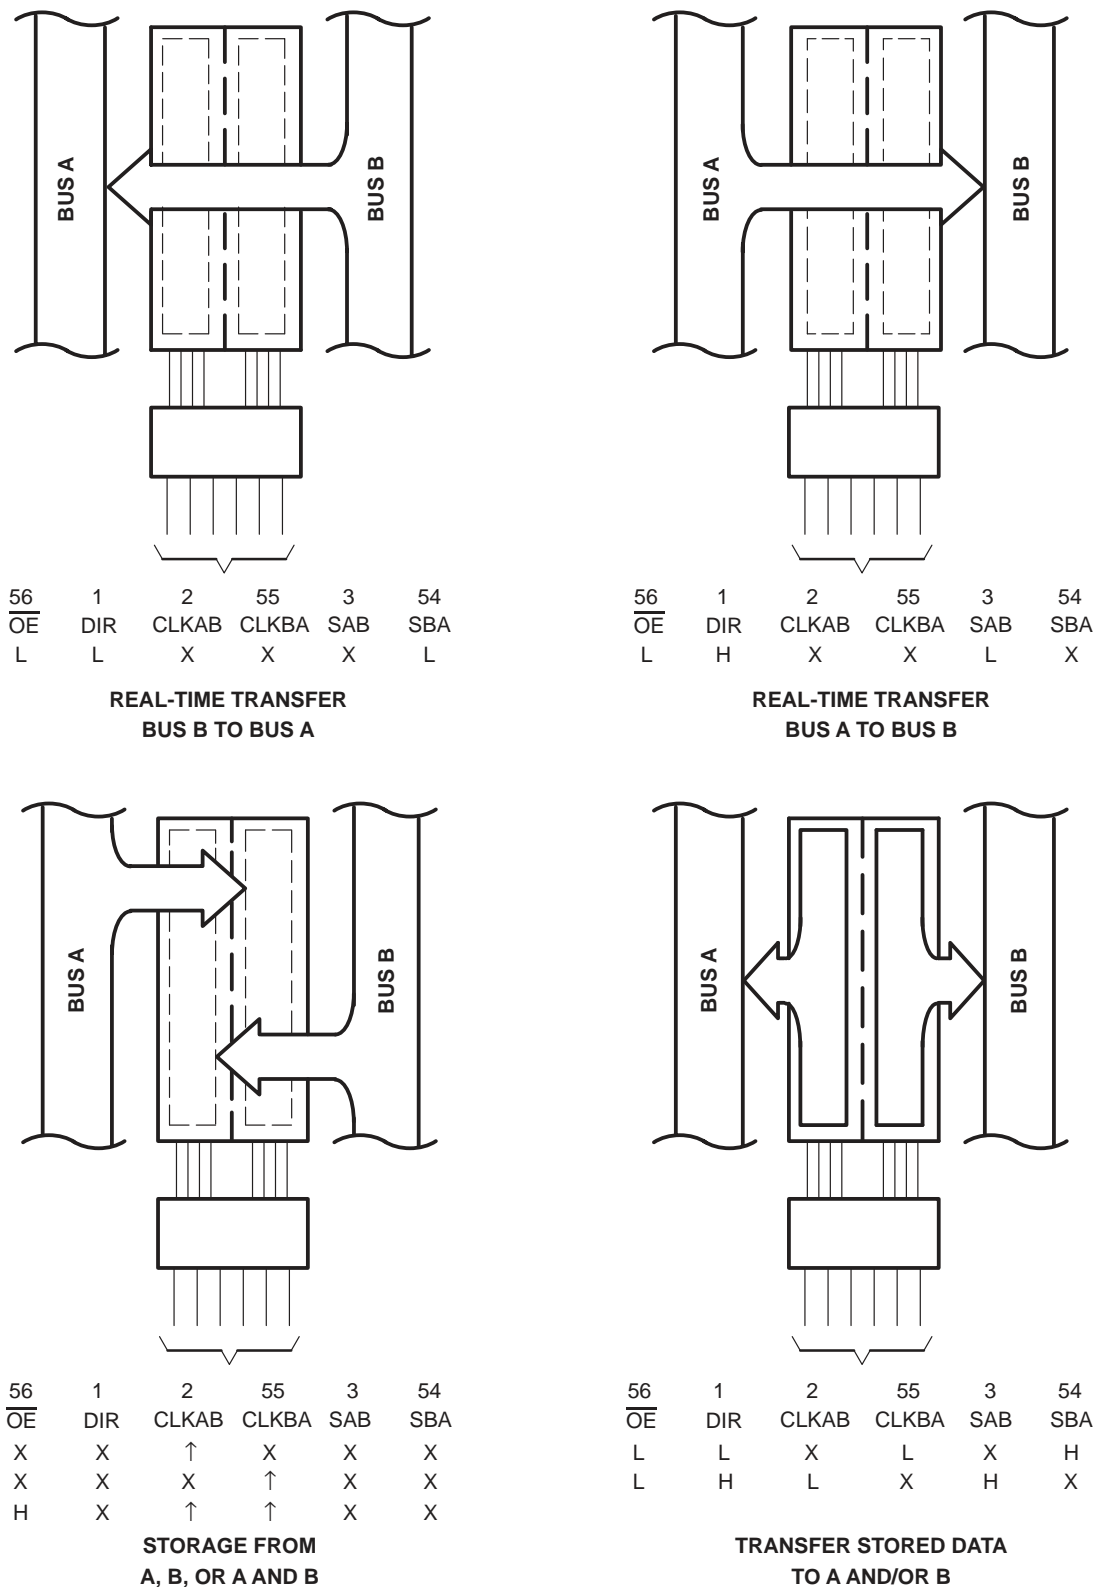 BUS A
BUS B
BUS A
BUS B
56 1 2 55 3 54
OE DIR CLKAB CLKBA SAB SBA
L L X X X L
REAL-TIME TRANSFER
BUS B TO BUS A
56 1 2 55 3 54
OE DIR CLKAB CLKBA SAB SBA
L H X X L X
REAL-TIME TRANSFER
BUS A TO BUS B
BUS A
BUS B
BUS A
BUS B
56 1 2 55 3 54
OE DIR CLKAB CLKBA SAB SBA
X X ↑ X X X
X X X ↑ X X
H X ↑ ↑ X X
STORAGE FROM
A, B, OR A AND B
56 1 2 55 3 54
OE DIR CLKAB CLKBA SAB SBA
L L X L X H
L H L X H X
TRANSFER STORED DATA
TO A AND/OR B